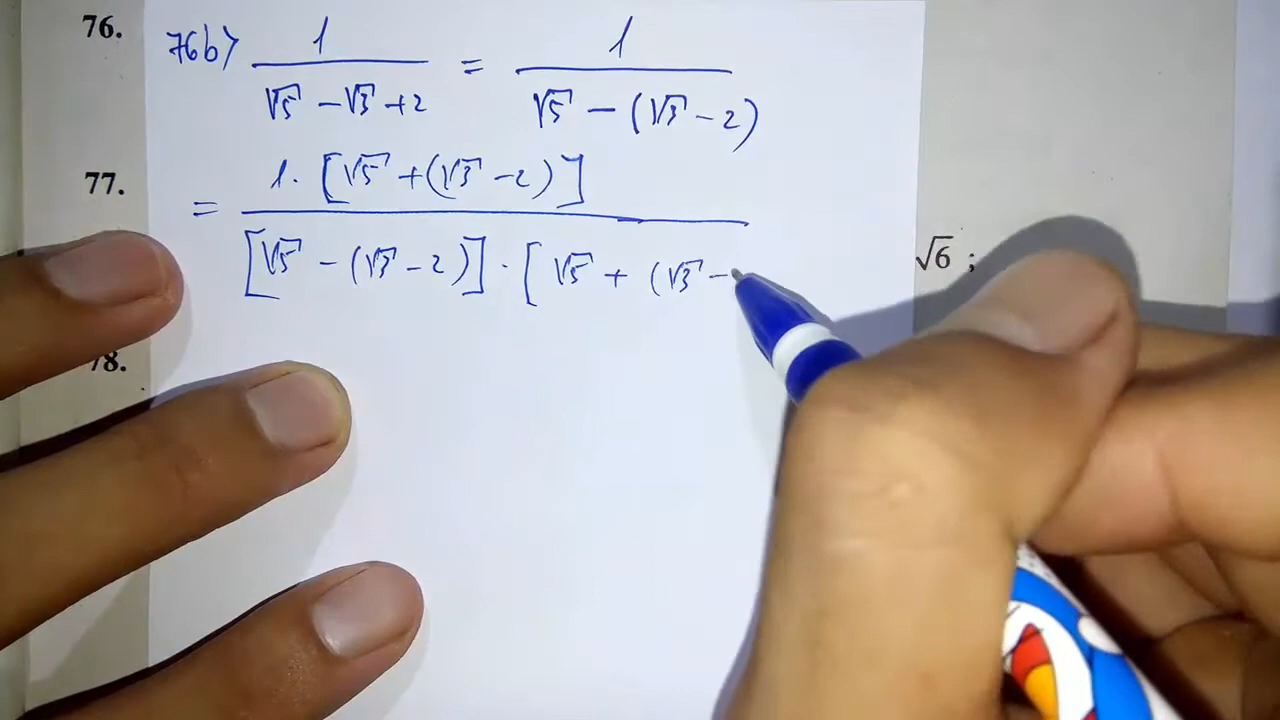 76.
76b> 1/(√5 - √3 + 2) = 1/(√5 - (√3 - 2))
77.
= 1. [√5 + (√3 - 2)]/([√5 - (√3 - 2)] . [√5 + (√3 -
√6 ;
78.